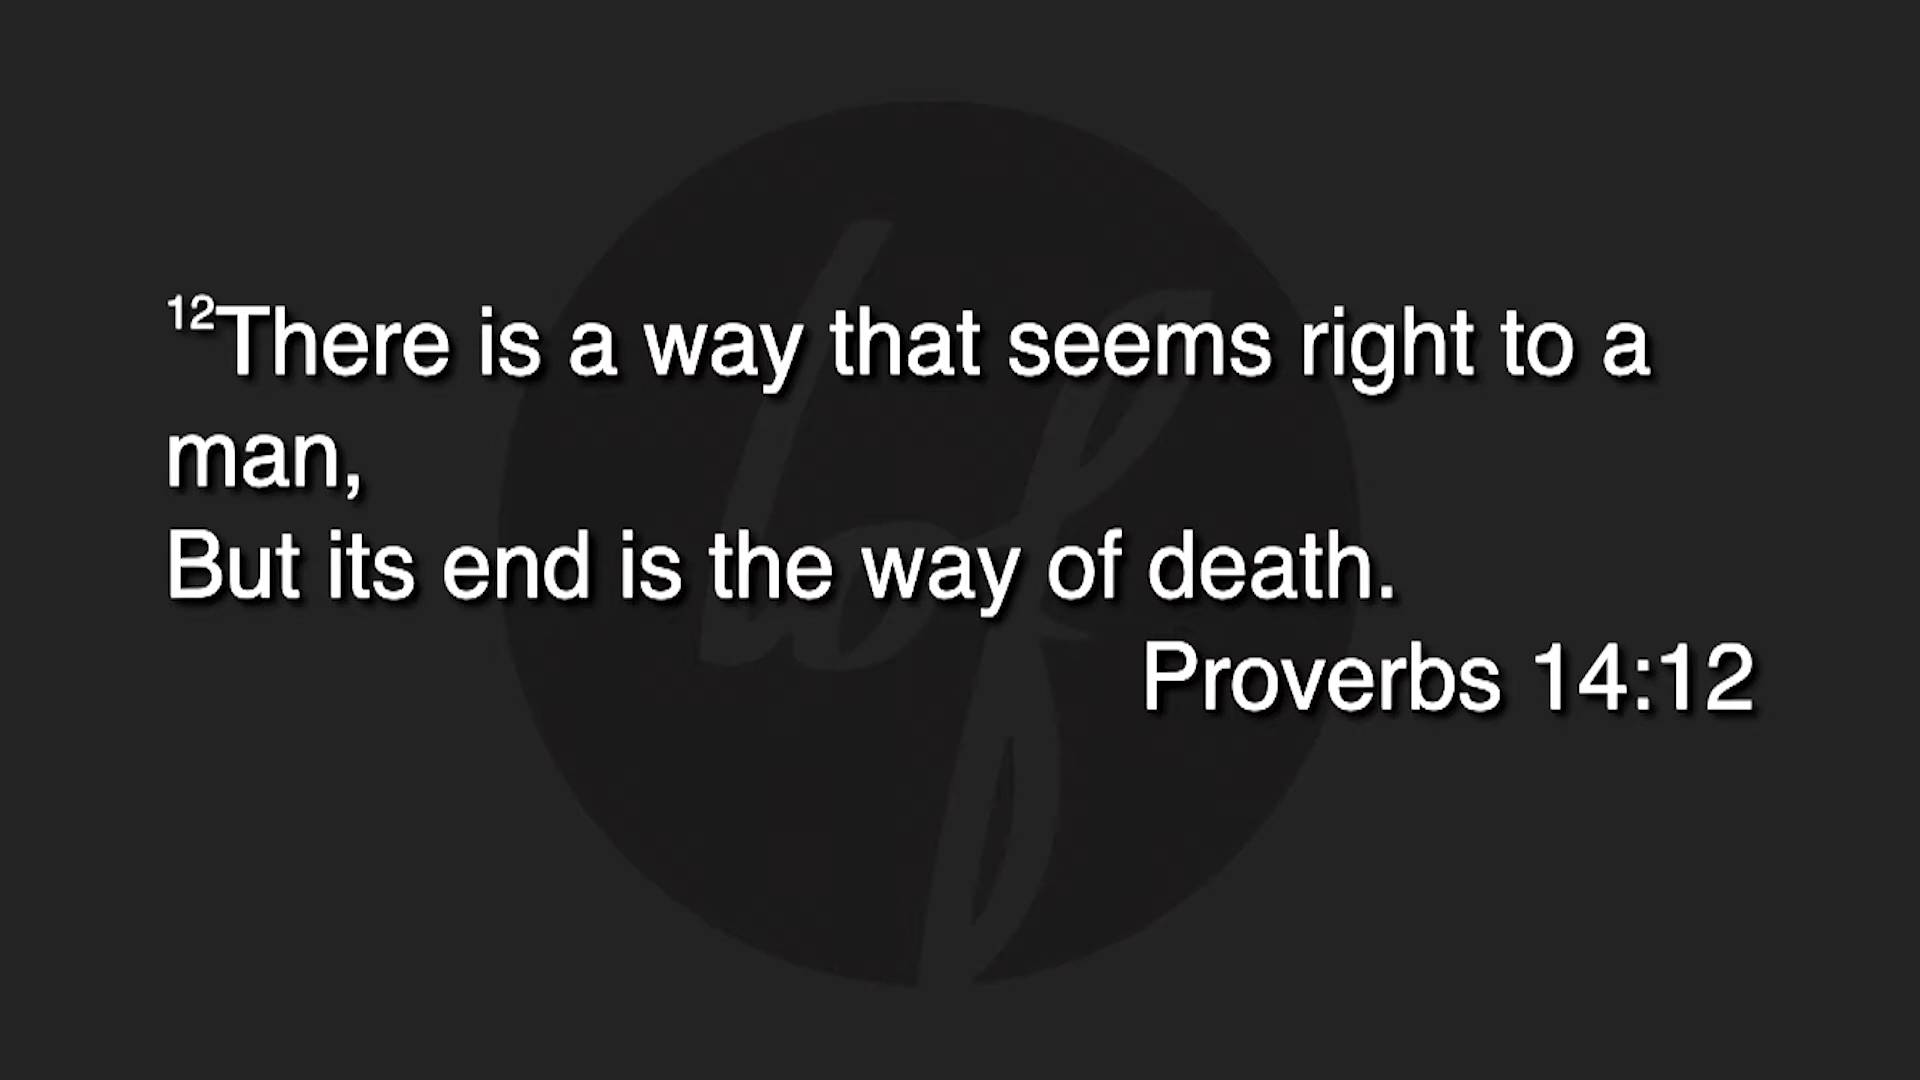 12There is a way that seems right to a
man,
But its end is the way of death.
Proverbs 14:12